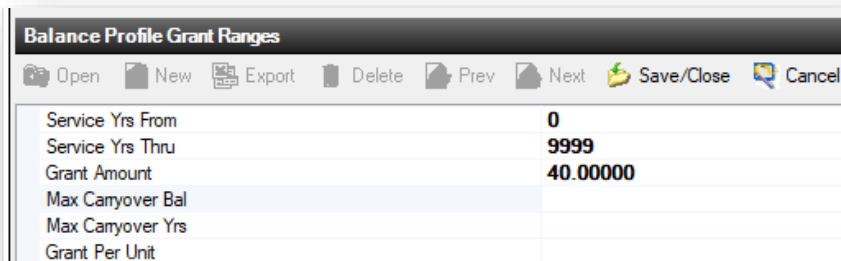 Balance Profile Grant Ranges
Open New Export Delete Prev Next Save/Close Cancel
Service Yrs From 0
Service Yrs Thru 9999
Grant Amount 40.00000
Max Carryover Bal
Max Carryover Yrs
Grant Per Unit